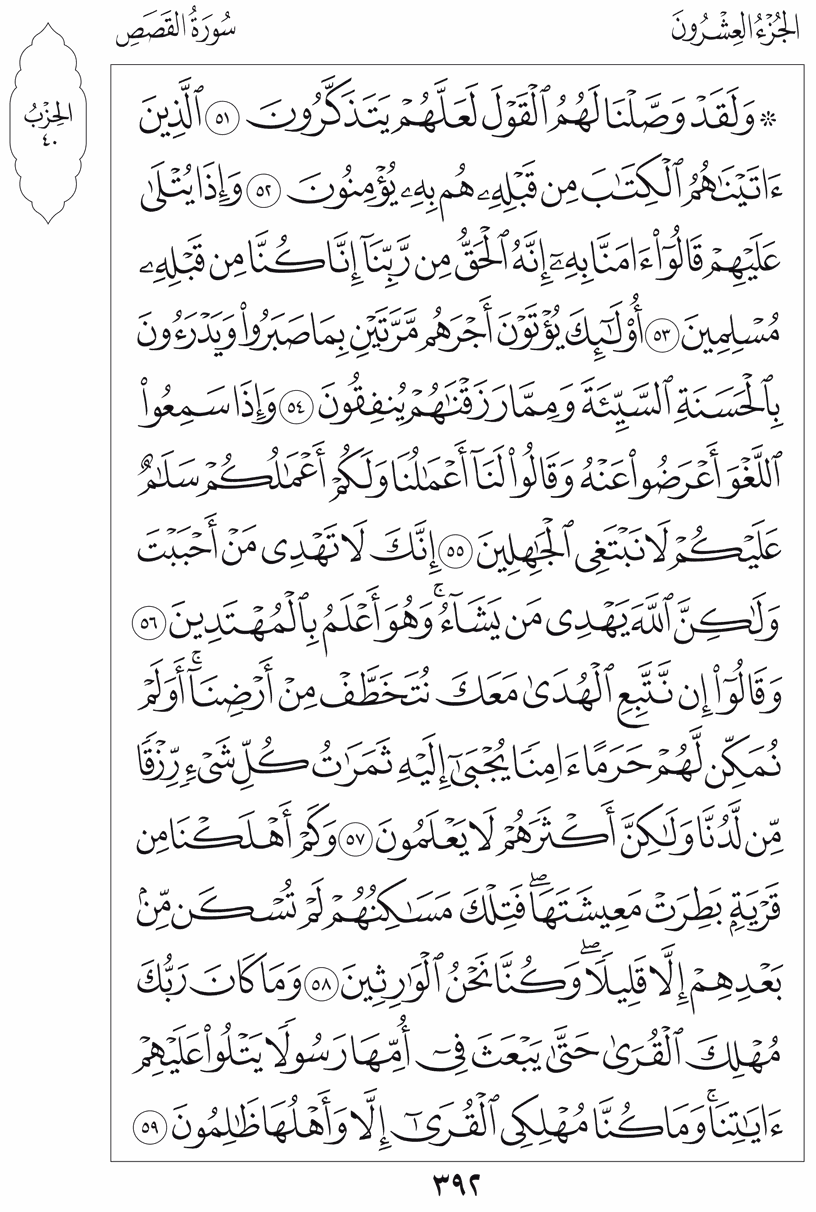 الجُزْءُ العِشْرُونَ
سُورَةُ القَصَصِ
الحِزْبُ
٤٠
* وَلَقَدْ وَصَّلْنَا لَهُمُ ٱلْقَوْلَ لَعَلَّهُمْ يَتَذَكَّرُونَ ٥١ ٱلَّذِينَ
ءَاتَيْنَٰهُمُ ٱلْكِتَٰبَ مِن قَبْلِهِۦ هُم بِهِۦ يُؤْمِنُونَ ٥٢ وَإِذَا يُتْلَىٰ
عَلَيْهِمْ قَالُوٓا۟ ءَامَنَّا بِهِۦٓ إِنَّهُ ٱلْحَقُّ مِن رَّبِّنَآ إِنَّا كُنَّا مِن قَبْلِهِۦ
مُسْلِمِينَ ٥٣ أُو۟لَٰٓئِكَ يُؤْتَوْنَ أَجْرَهُم مَّرَّتَيْنِ بِمَا صَبَرُوا۟ وَيَدْرَءُونَ
بِٱلْحَسَنَةِ ٱلسَّيِّئَةَ وَمِمَّا رَزَقْنَٰهُمْ يُنفِقُونَ ٥٤ وَإِذَا سَمِعُوا۟
ٱللَّغْوَ أَعْرَضُوا۟ عَنْهُ وَقَالُوا۟ لَنَآ أَعْمَٰلُنَا وَلَكُمْ أَعْمَٰلُكُمْ سَلَٰمٌ
عَلَيْكُمْ لَا نَبْتَغِى ٱلْجَٰهِلِينَ ٥٥ إِنَّكَ لَا تَهْدِى مَنْ أَحْبَبْتَ
وَلَٰكِنَّ ٱللَّهَ يَهْدِى مَن يَشَآءُ ۚ وَهُوَ أَعْلَمُ بِٱلْمُهْتَدِينَ ٥٦
وَقَالُوٓا۟ إِن نَّتَّبِعِ ٱلْهُدَىٰ مَعَكَ نُتَخَطَّفْ مِنْ أَرْضِنَآ ۚ أَوَلَمْ
نُمَكِّن لَّهُمْ حَرَمًا ءَامِنًا يُجْبَىٰٓ إِلَيْهِ ثَمَرَٰتُ كُلِّ شَىْءٍ رِّزْقًا
مِّن لَّدُنَّا وَلَٰكِنَّ أَكْثَرَهُمْ لَا يَعْلَمُونَ ٥٧ وَكَمْ أَهْلَكْنَا مِن
قَرْيَةٍۭ بَطِرَتْ مَعِيشَتَهَا ۖ فَتِلْكَ مَسَٰكِنُهُمْ لَمْ تُسْكَن مِّنۢ
بَعْدِهِمْ إِلَّا قَلِيلًا ۖ وَكُنَّا نَحْنُ ٱلْوَٰرِثِينَ ٥٨ وَمَا كَانَ رَبُّكَ
مُهْلِكَ ٱلْقُرَىٰ حَتَّىٰ يَبْعَثَ فِىٓ أُمِّهَا رَسُولًا يَتْلُوا۟ عَلَيْهِمْ
ءَايَٰتِنَا ۚ وَمَا كُنَّا مُهْلِكِى ٱلْقُرَىٰٓ إِلَّا وَأَهْلُهَا ظَٰلِمُونَ ٥٩
٣٩٢